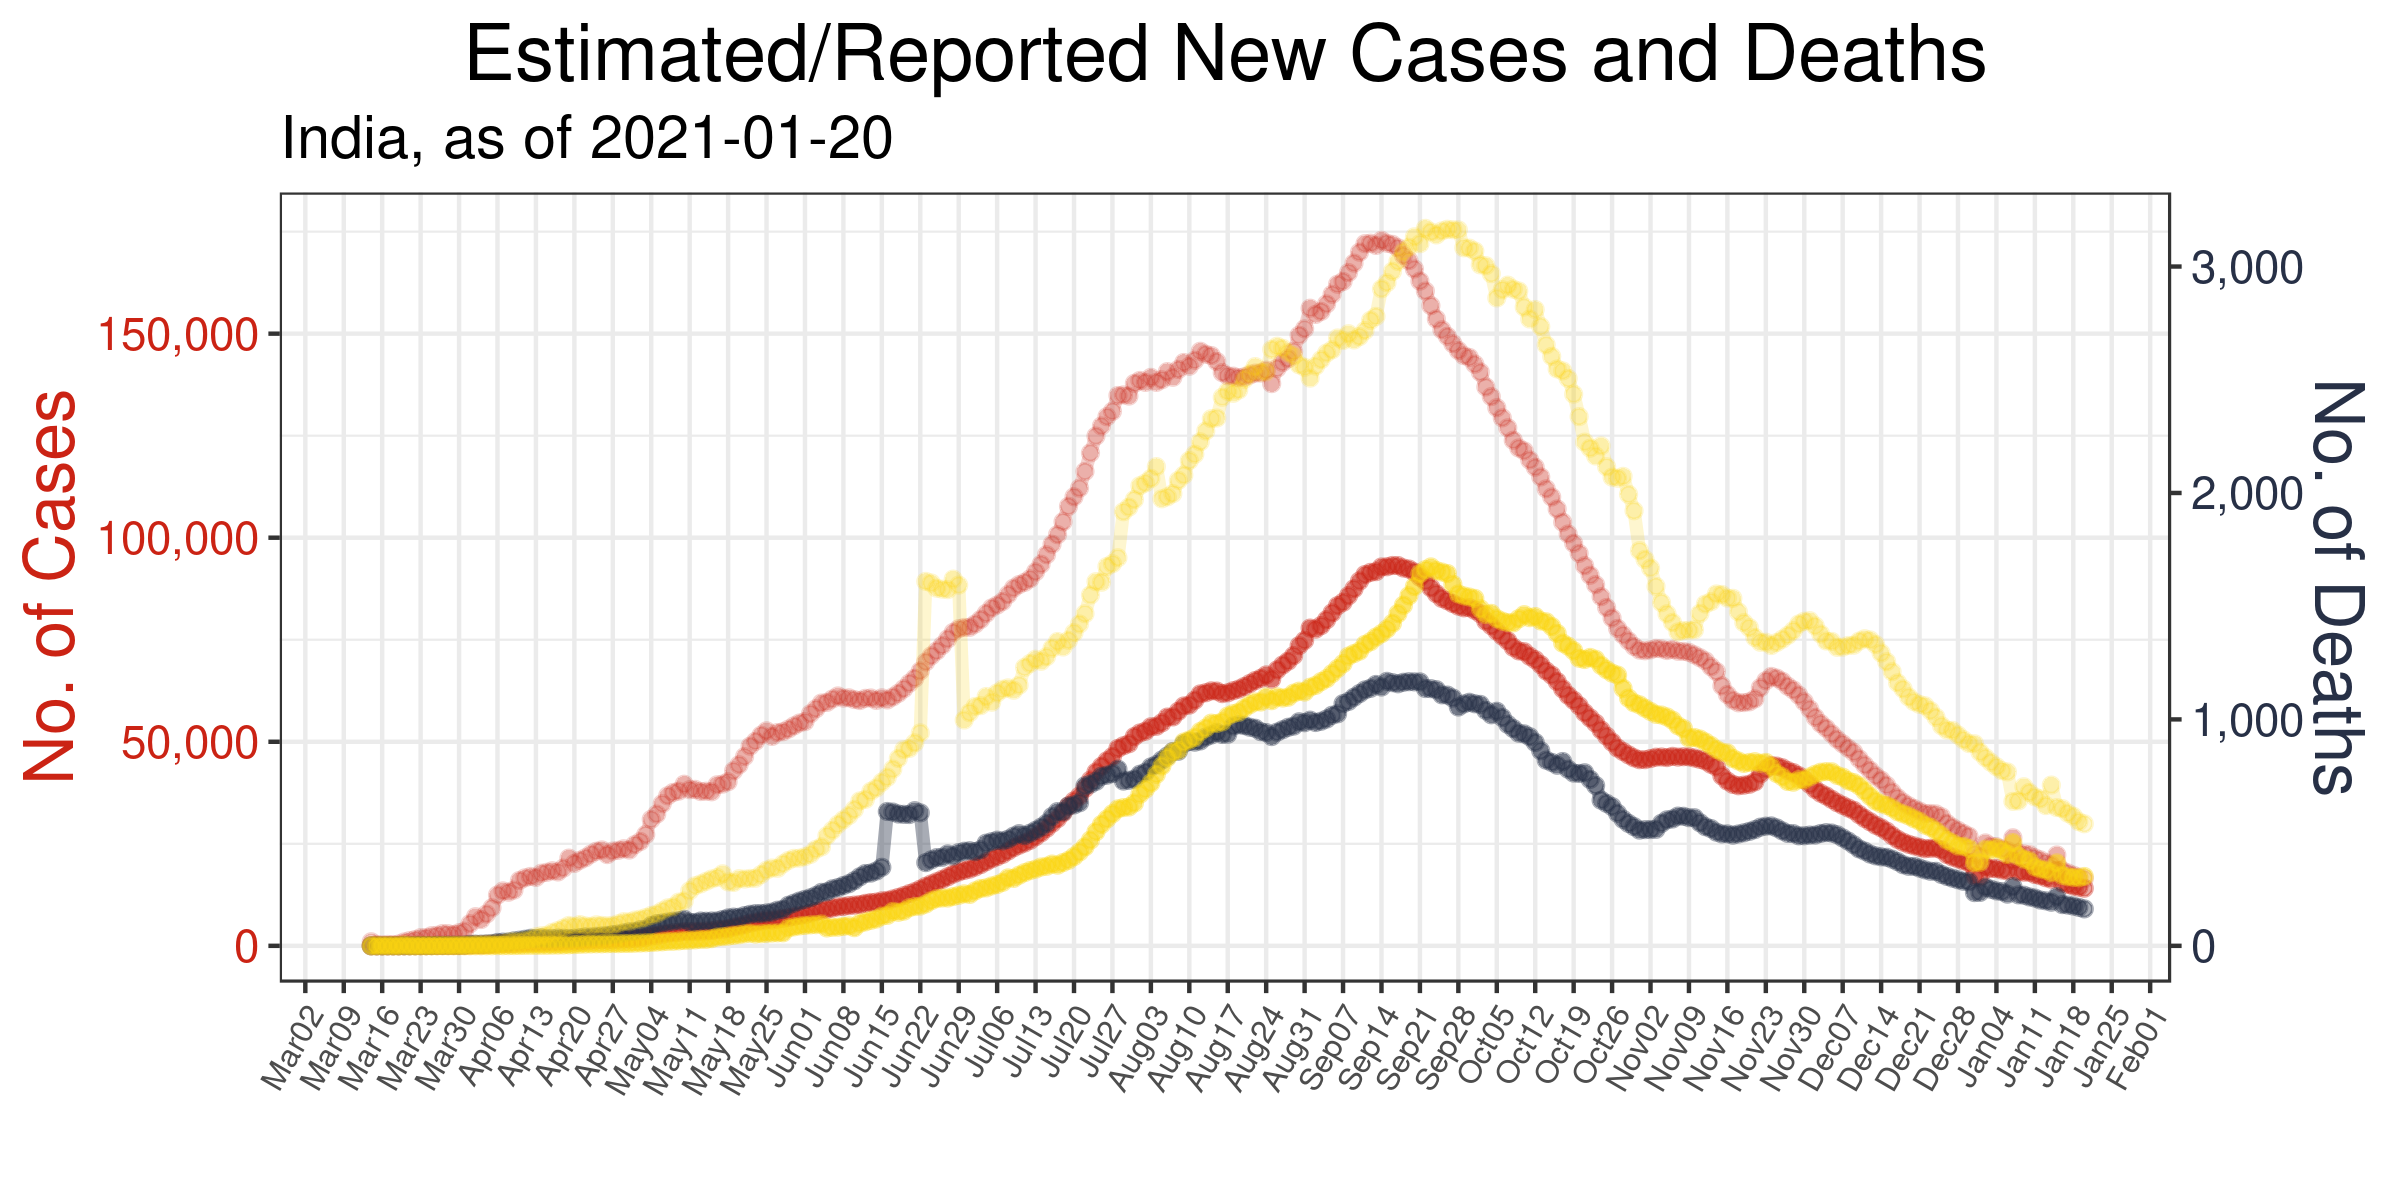 Estimated/Reported New Cases and Deaths
India, as of 2021-01-20
No. of Cases
150,000
100,000
50,000
0
3,000
2,000
1,000
0
No. of Deaths
Mar02
Mar09
Mar16
Mar23
Mar30
Apr06
Apr13
Apr20
Apr27
May04
May11
May18
May25
Jun01
Jun08
Jun15
Jun22
Jun29
Jul06
Jul13
Jul20
Jul27
Aug03
Aug10
Aug17
Aug24
Aug31
Sep07
Sep14
Sep21
Sep28
Oct05
Oct12
Oct19
Oct26
Nov02
Nov09
Nov16
Nov23
Nov30
Dec07
Dec14
Dec21
Dec28
Jan04
Jan11
Jan18
Jan25
Feb01